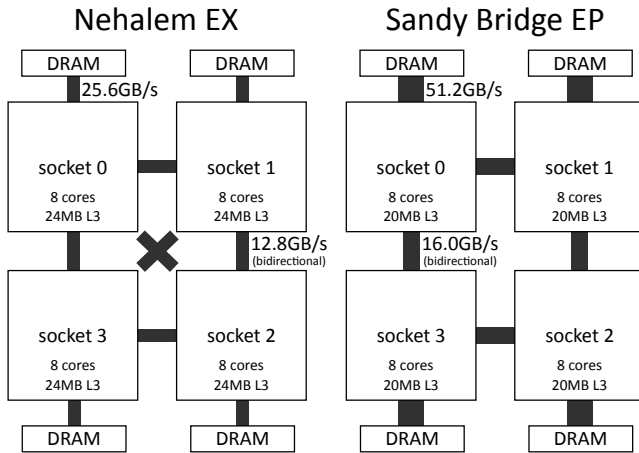 Nehalem EX
DRAM
DRAM
25.6GB/s
socket 0
8 cores
24MB L3
socket 1
8 cores
24MB L3
12.8GB/s
(bidirectional)
socket 3
8 cores
24MB L3
socket 2
8 cores
24MB L3
DRAM
DRAM
Sandy Bridge EP
DRAM
DRAM
51.2GB/s
socket 0
8 cores
20MB L3
socket 1
8 cores
20MB L3
16.0GB/s
(bidirectional)
socket 3
8 cores
20MB L3
socket 2
8 cores
20MB L3
DRAM
DRAM